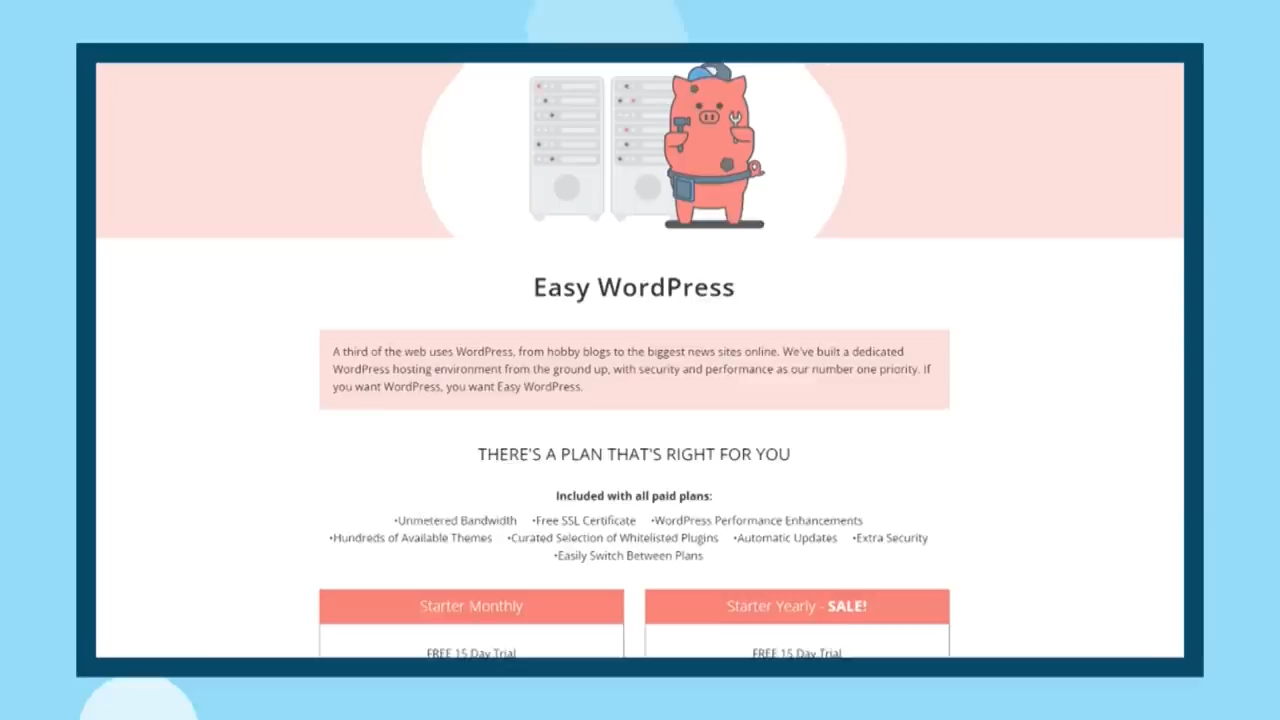 Easy WordPress
A third of the web uses WordPress, from hobby blogs to the biggest news sites online. We've built a dedicated
WordPress hosting environment from the ground up, with security and performance as our number one priority. If
you want WordPress, you want Easy WordPress.
THERE'S A PLAN THAT'S RIGHT FOR YOU
Included with all paid plans:
•Unmetered Bandwidth •Free SSL Certificate •WordPress Performance Enhancements
•Hundreds of Available Themes •Curated Selection of Whitelisted Plugins •Automatic Updates •Extra Security
•Easily Switch Between Plans
Starter Monthly
FREE 15 Day Trial
Starter Yearly - SALE!
FREE 15 Day Trial